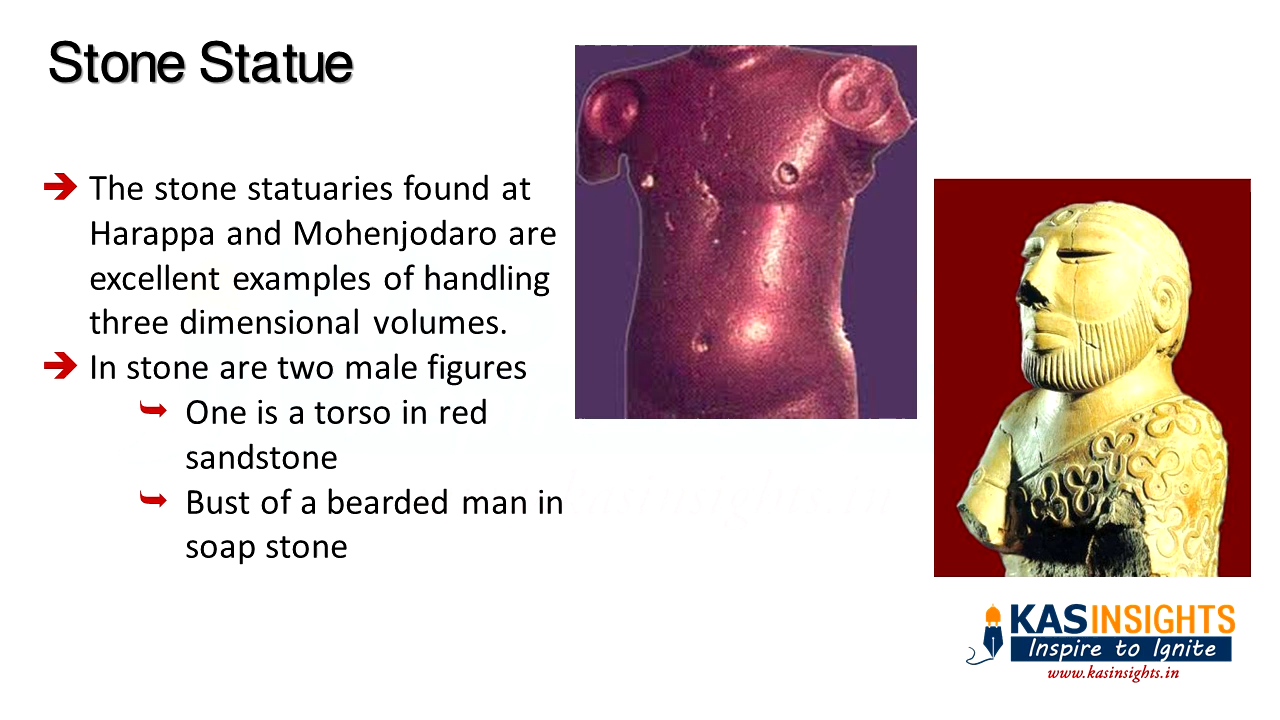 Stone Statue
The stone statuaries found at
Harappa and Mohenjodaro are
excellent examples of handling
three dimensional volumes.
In stone are two male figures
One is a torso in red
sandstone
Bust of a bearded man in
soap stone
KASINSIGHTS
Inspire to Ignite
www.kasinsights.in